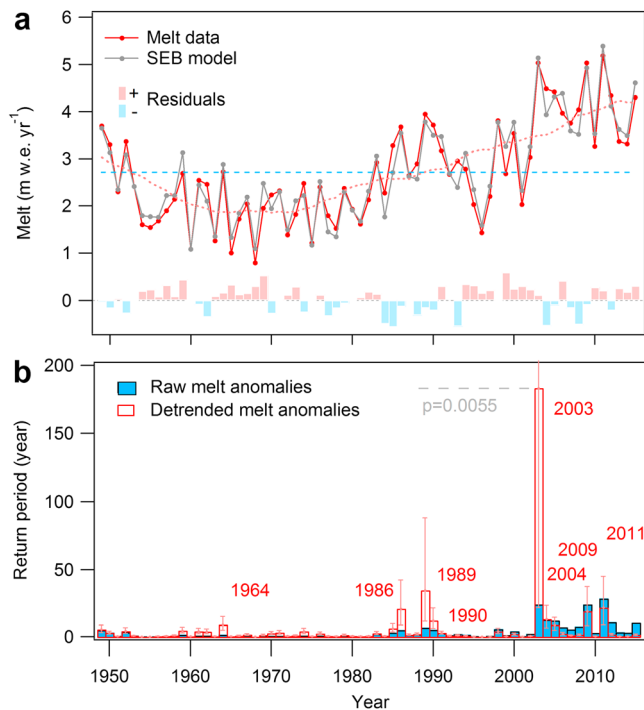 a
Melt data
SEB model
+
- Residuals
Melt (m w.e. yr-1)
6
5
4
3
2
1
0
b
Raw melt anomalies
Detrended melt anomalies
p=0.0055
2003
2011
2009
1989
1964
1986
2004
1990
Return period (year)
200
150
100
50
0
1950
1960
1970
1980
1990
2000
2010
Year